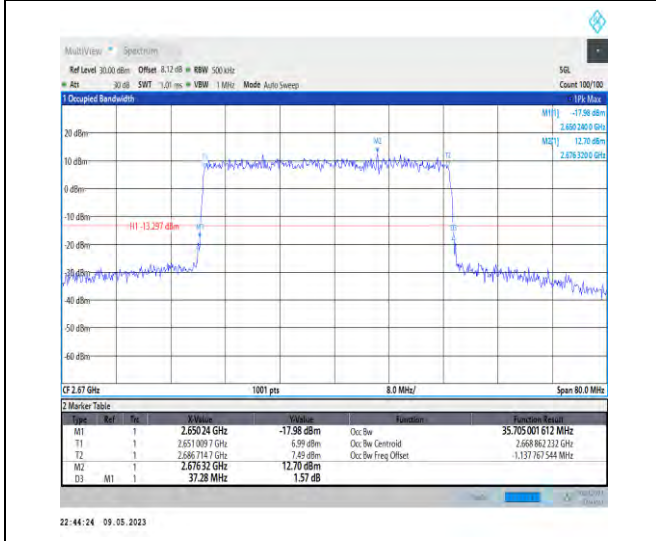 MultiView Spectrum
Ref Level 30.00 dBm Offset 8.12 dB RBW 500 kHz SGL
Att 30 dB SWT 1.01 ms VBW 1 MHz Mode Auto Sweep Count 100/100
1 Occupied Bandwidth 1Pk Max
M1[1] -17.98 dBm
2.650 240 0 GHz
M2[1] 12.70 dBm
2.676 320 0 GHz
20 dBm
M2
T1 T2
10 dBm
0 dBm
-10 dBm
H1 -13.297 dBm M1
D3
-30 dBm
-40 dBm
-50 dBm
-60 dBm
CF 2.67 GHz 1001 pts 8.0 MHz/ Span 80.0 MHz
2 Marker Table
Type Ref Trc X-Value Y-Value Function Function Result
M1 1 2.65024 GHz -17.98 dBm Occ Bw 35.705 001 612 MHz
T1 1 2.651 009 7 GHz 6.99 dBm Occ Bw Centroid 2.668 862 232 GHz
T2 1 2.686 714 7 GHz 7.49 dBm Occ Bw Freq Offset -1.137 767 544 MHz
M2 1 2.67632 GHz 12.70 dBm
D3 M1 1 37.28 MHz 1.57 dB
22:44:24 09.05.2023